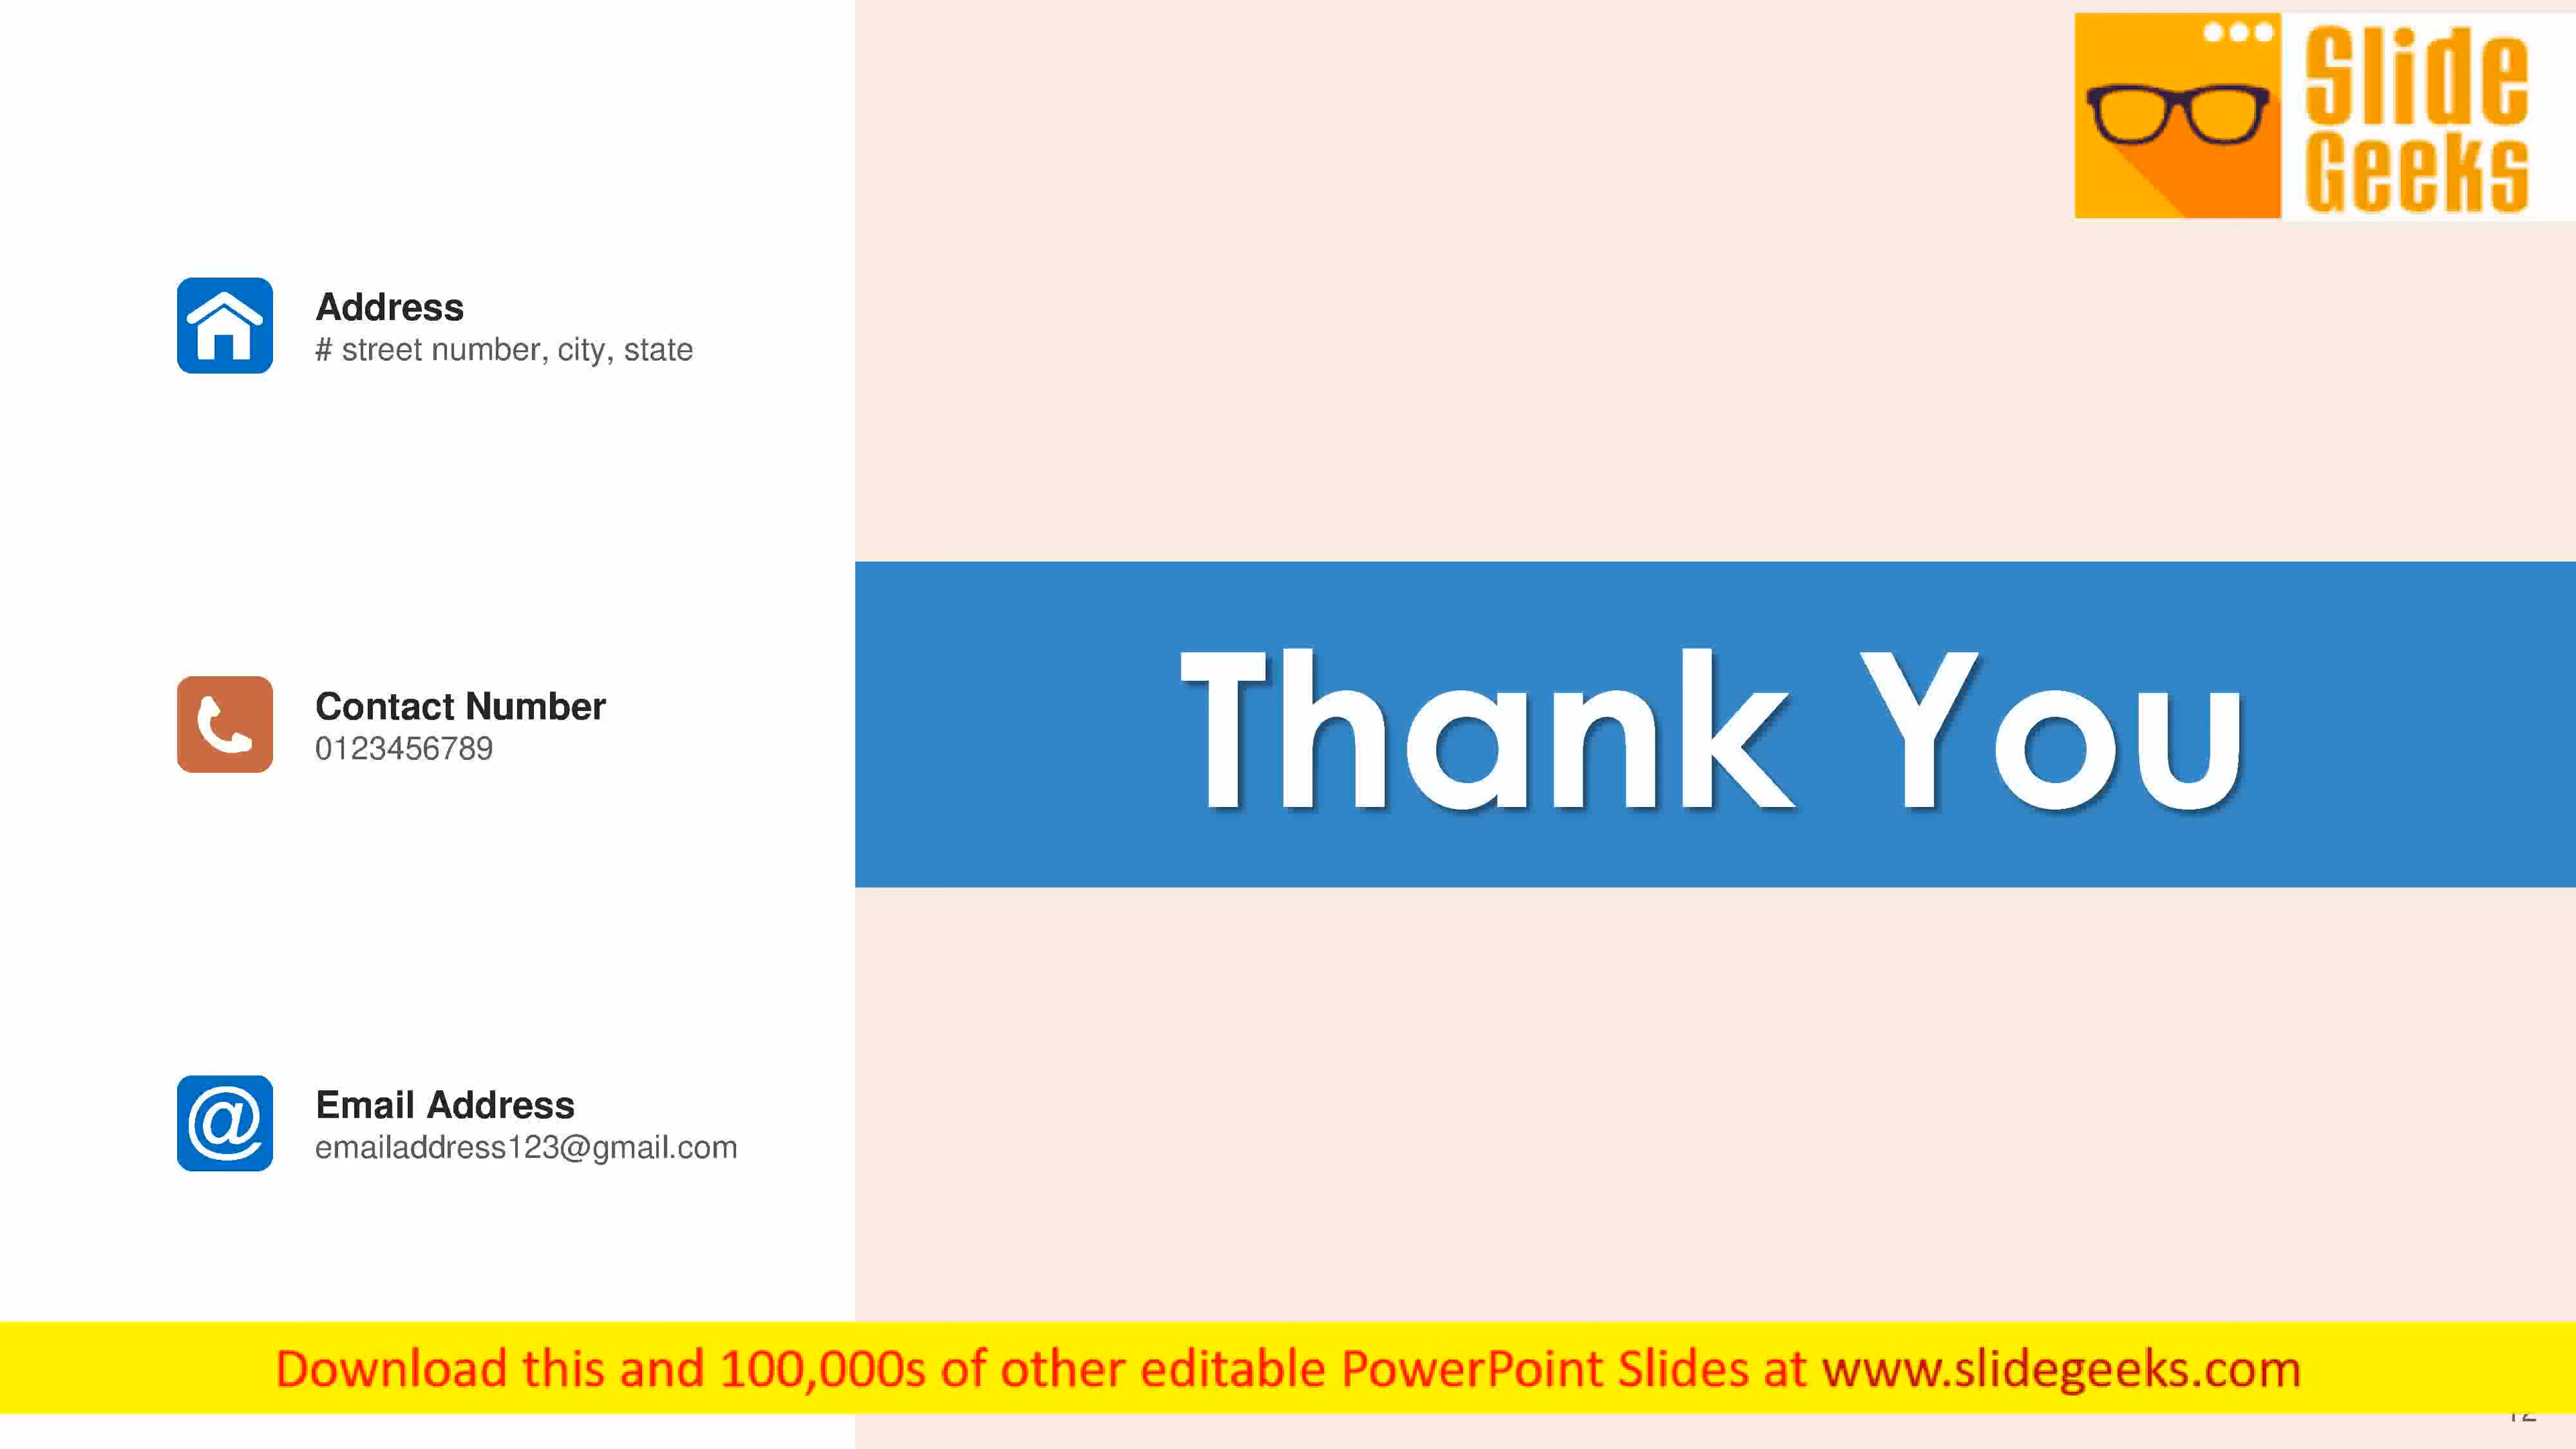 Slide
Geeks
Address
# street number, city, state
Contact Number
0123456789
Thank You
@
Email Address
emailaddress123@gmail.com
Download this and 100,000s of other editable PowerPoint Slides at www.slidegeeks.com